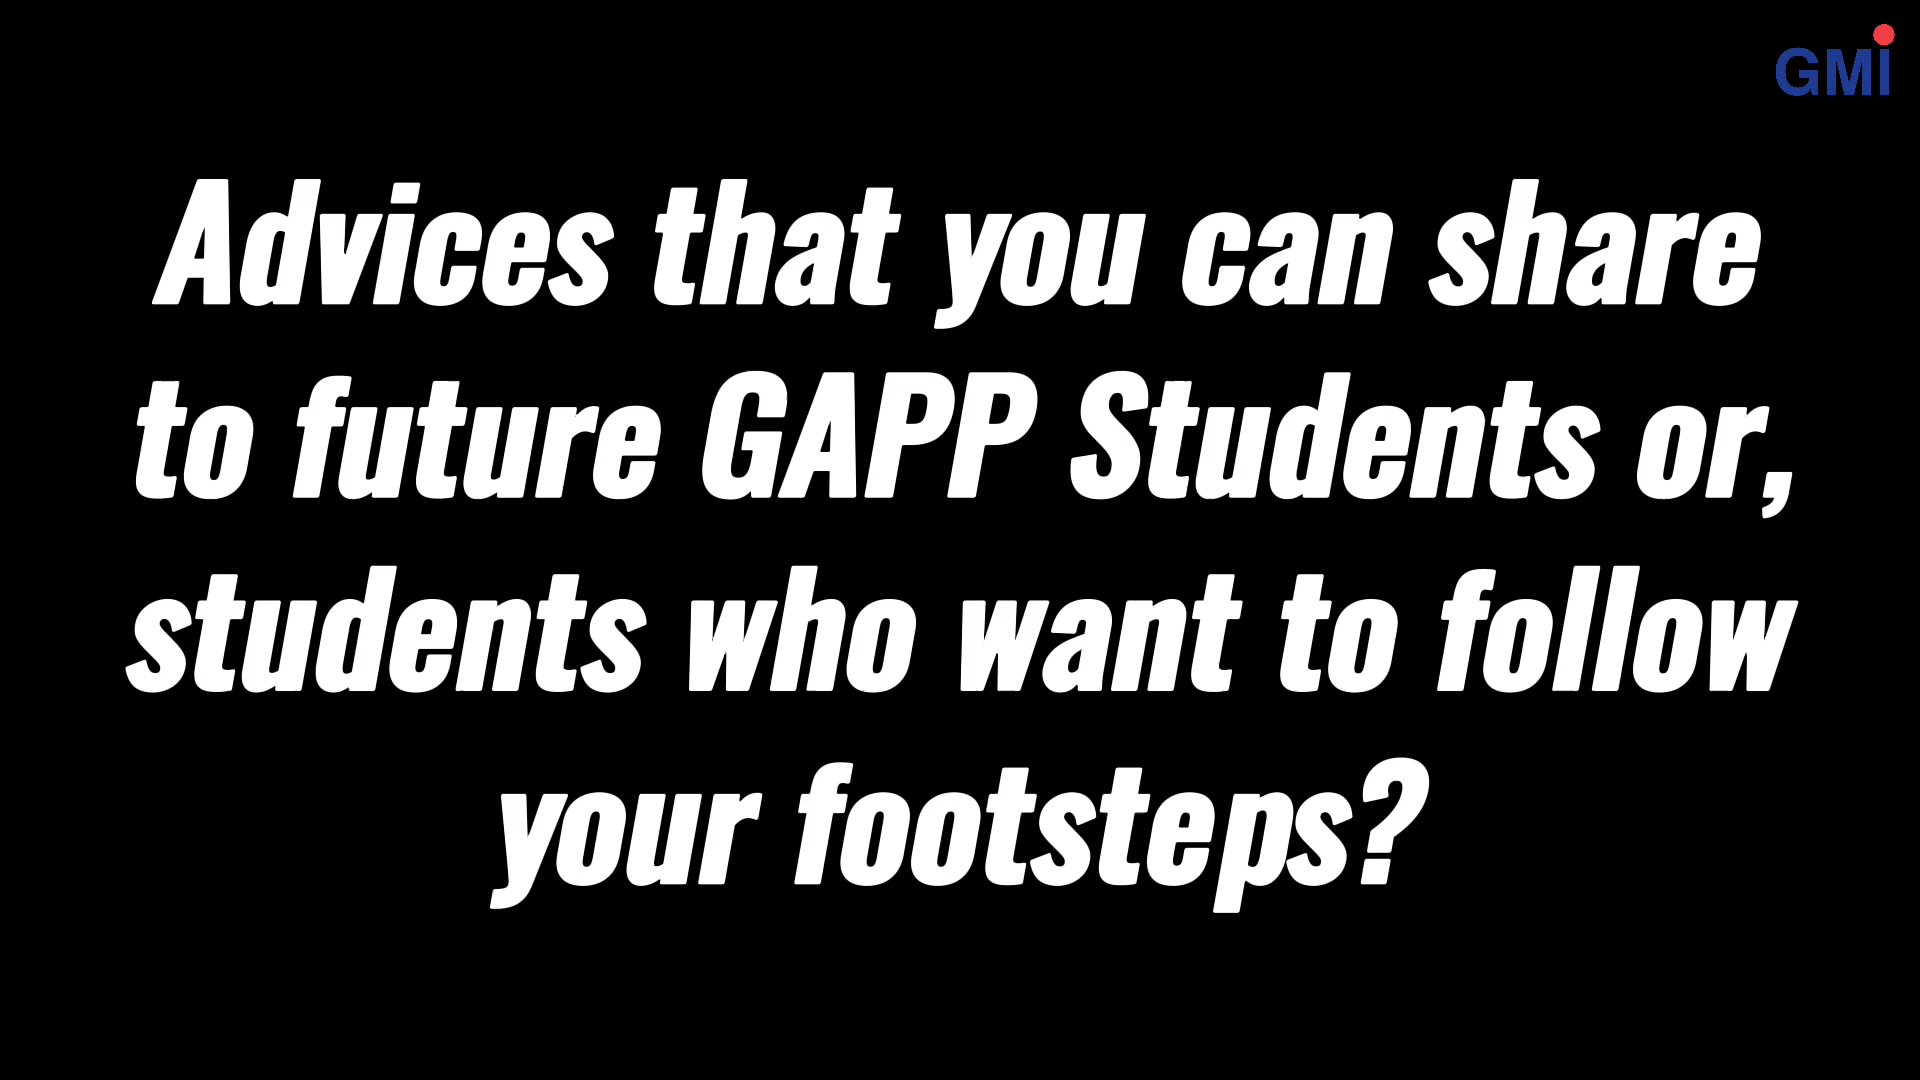 GMi
Advices that you can share
to future GAPP Students or,
students who want to follow
your footsteps?